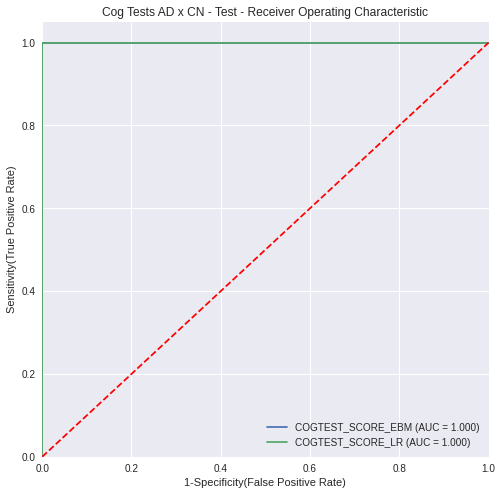 Cog Tests AD x CN - Test - Receiver Operating Characteristic
Sensitivity(True Positive Rate)
1.0
0.8
0.6
0.4
0.2
0.0
COGTEST_SCORE_EBM (AUC = 1.000)
COGTEST_SCORE_LR (AUC = 1.000)
0.0 0.2 0.4 0.6 0.8 1.0
1-Specificity(False Positive Rate)